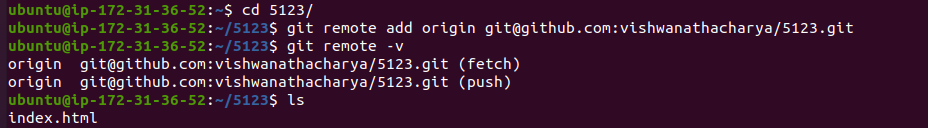 ubuntu@ip-172-31-36-52:~$ cd 5123/
ubuntu@ip-172-31-36-52:~/5123$ git remote add origin git@github.com:vishwanathacharya/5123.git
ubuntu@ip-172-31-36-52:~/5123$ git remote -v
origin  git@github.com:vishwanathacharya/5123.git (fetch)
origin  git@github.com:vishwanathacharya/5123.git (push)
ubuntu@ip-172-31-36-52:~/5123$ ls
index.html